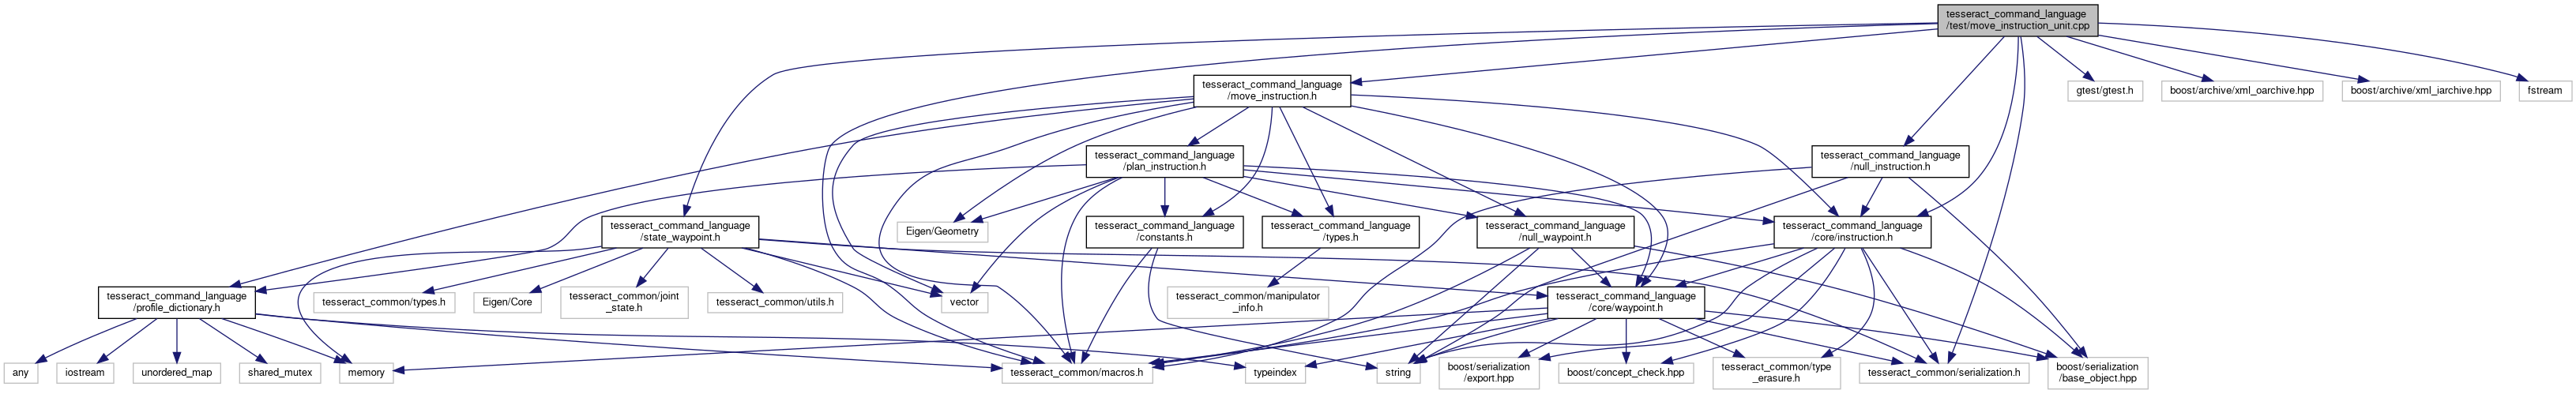 tesseract_command_language
/test/move_instruction_unit.cpp
tesseract_command_language
/move_instruction.h
gtest/gtest.h
boost/archive/xml_oarchive.hpp
boost/archive/xml_iarchive.hpp
fstream
tesseract_command_language
/plan_instruction.h
tesseract_command_language
/null_instruction.h
tesseract_command_language
/state_waypoint.h
Eigen/Geometry
tesseract_command_language
/constants.h
tesseract_command_language
/types.h
tesseract_command_language
/null_waypoint.h
tesseract_command_language
/core/instruction.h
tesseract_command_language
/profile_dictionary.h
tesseract_common/types.h
Eigen/Core
tesseract_common/joint
_state.h
tesseract_common/utils.h
vector
tesseract_common/manipulator
_info.h
tesseract_command_language
/core/waypoint.h
any
iostream
unordered_map
shared_mutex
memory
tesseract_common/macros.h
typeindex
string
boost/serialization
/export.hpp
boost/concept_check.hpp
tesseract_common/type
_erasure.h
tesseract_common/serialization.h
boost/serialization
/base_object.hpp